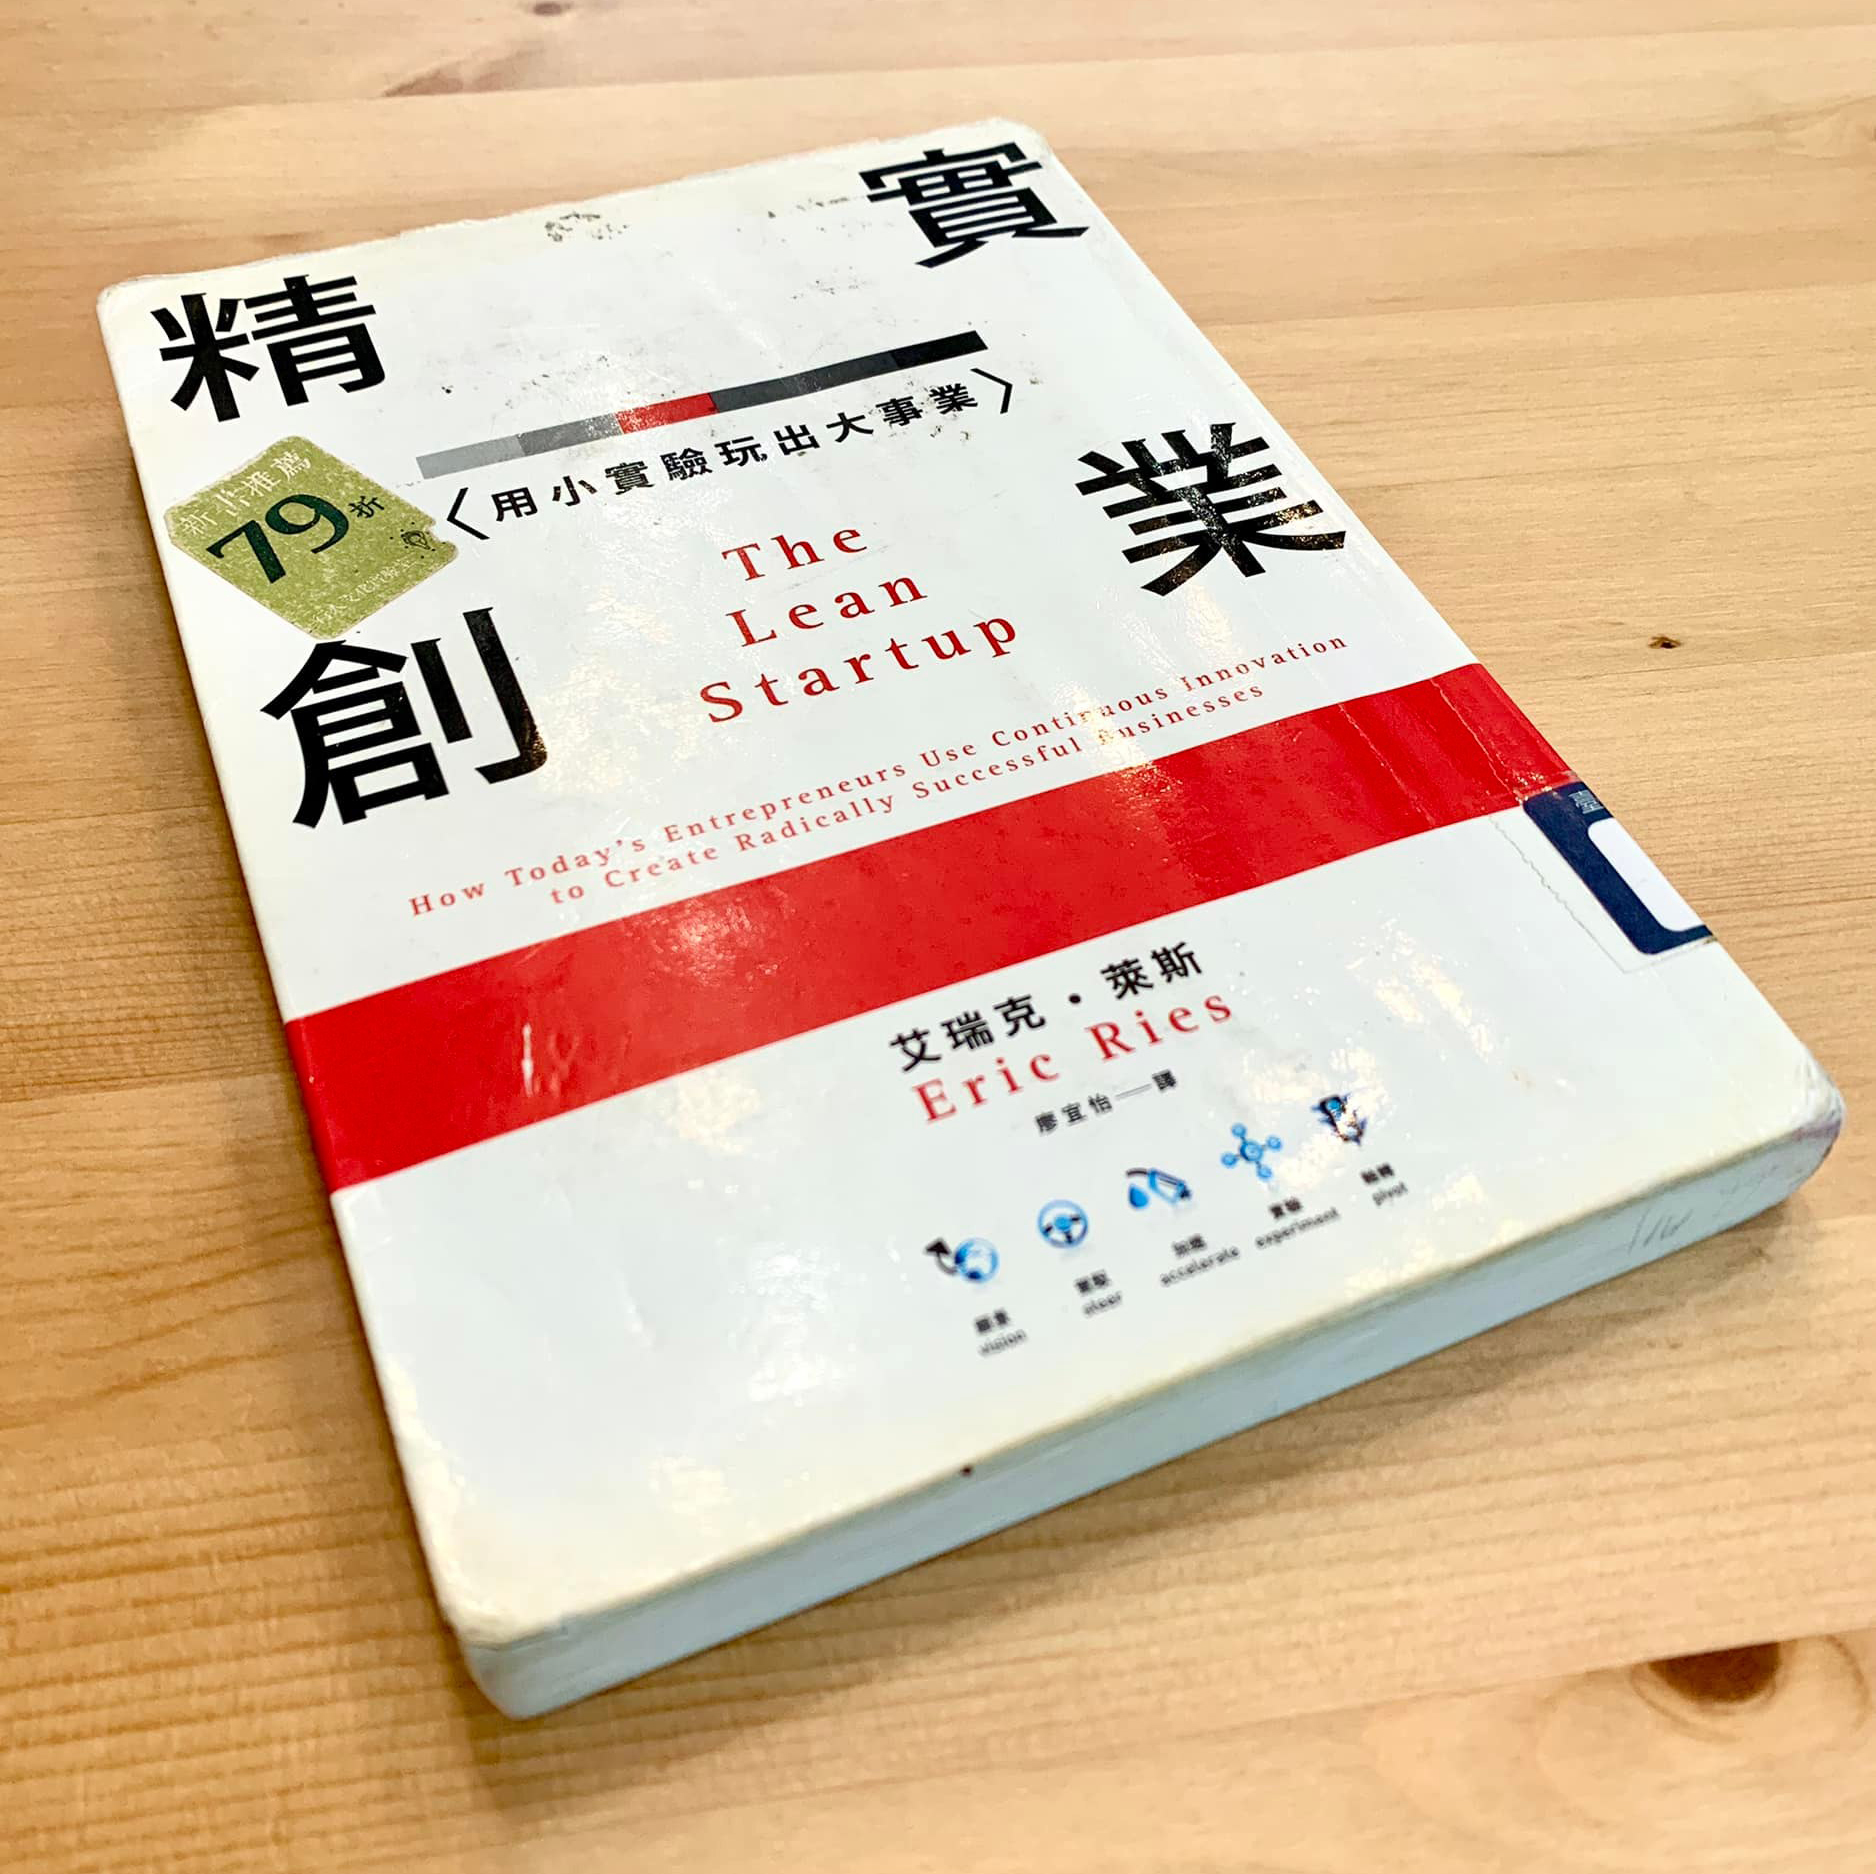 精實
創業
新書推薦
79折
〈用小實驗玩出大事業〉
The
Lean
Startup
How Today's Entrepreneurs Use Continuous Innovation
to Create Radically Successful Businesses
艾瑞克・萊斯
Eric Ries
廖宜怡──譯
願景
vision
駕馭
steer
加速
accelerate
實驗
experiment
軸轉
pivot
臺